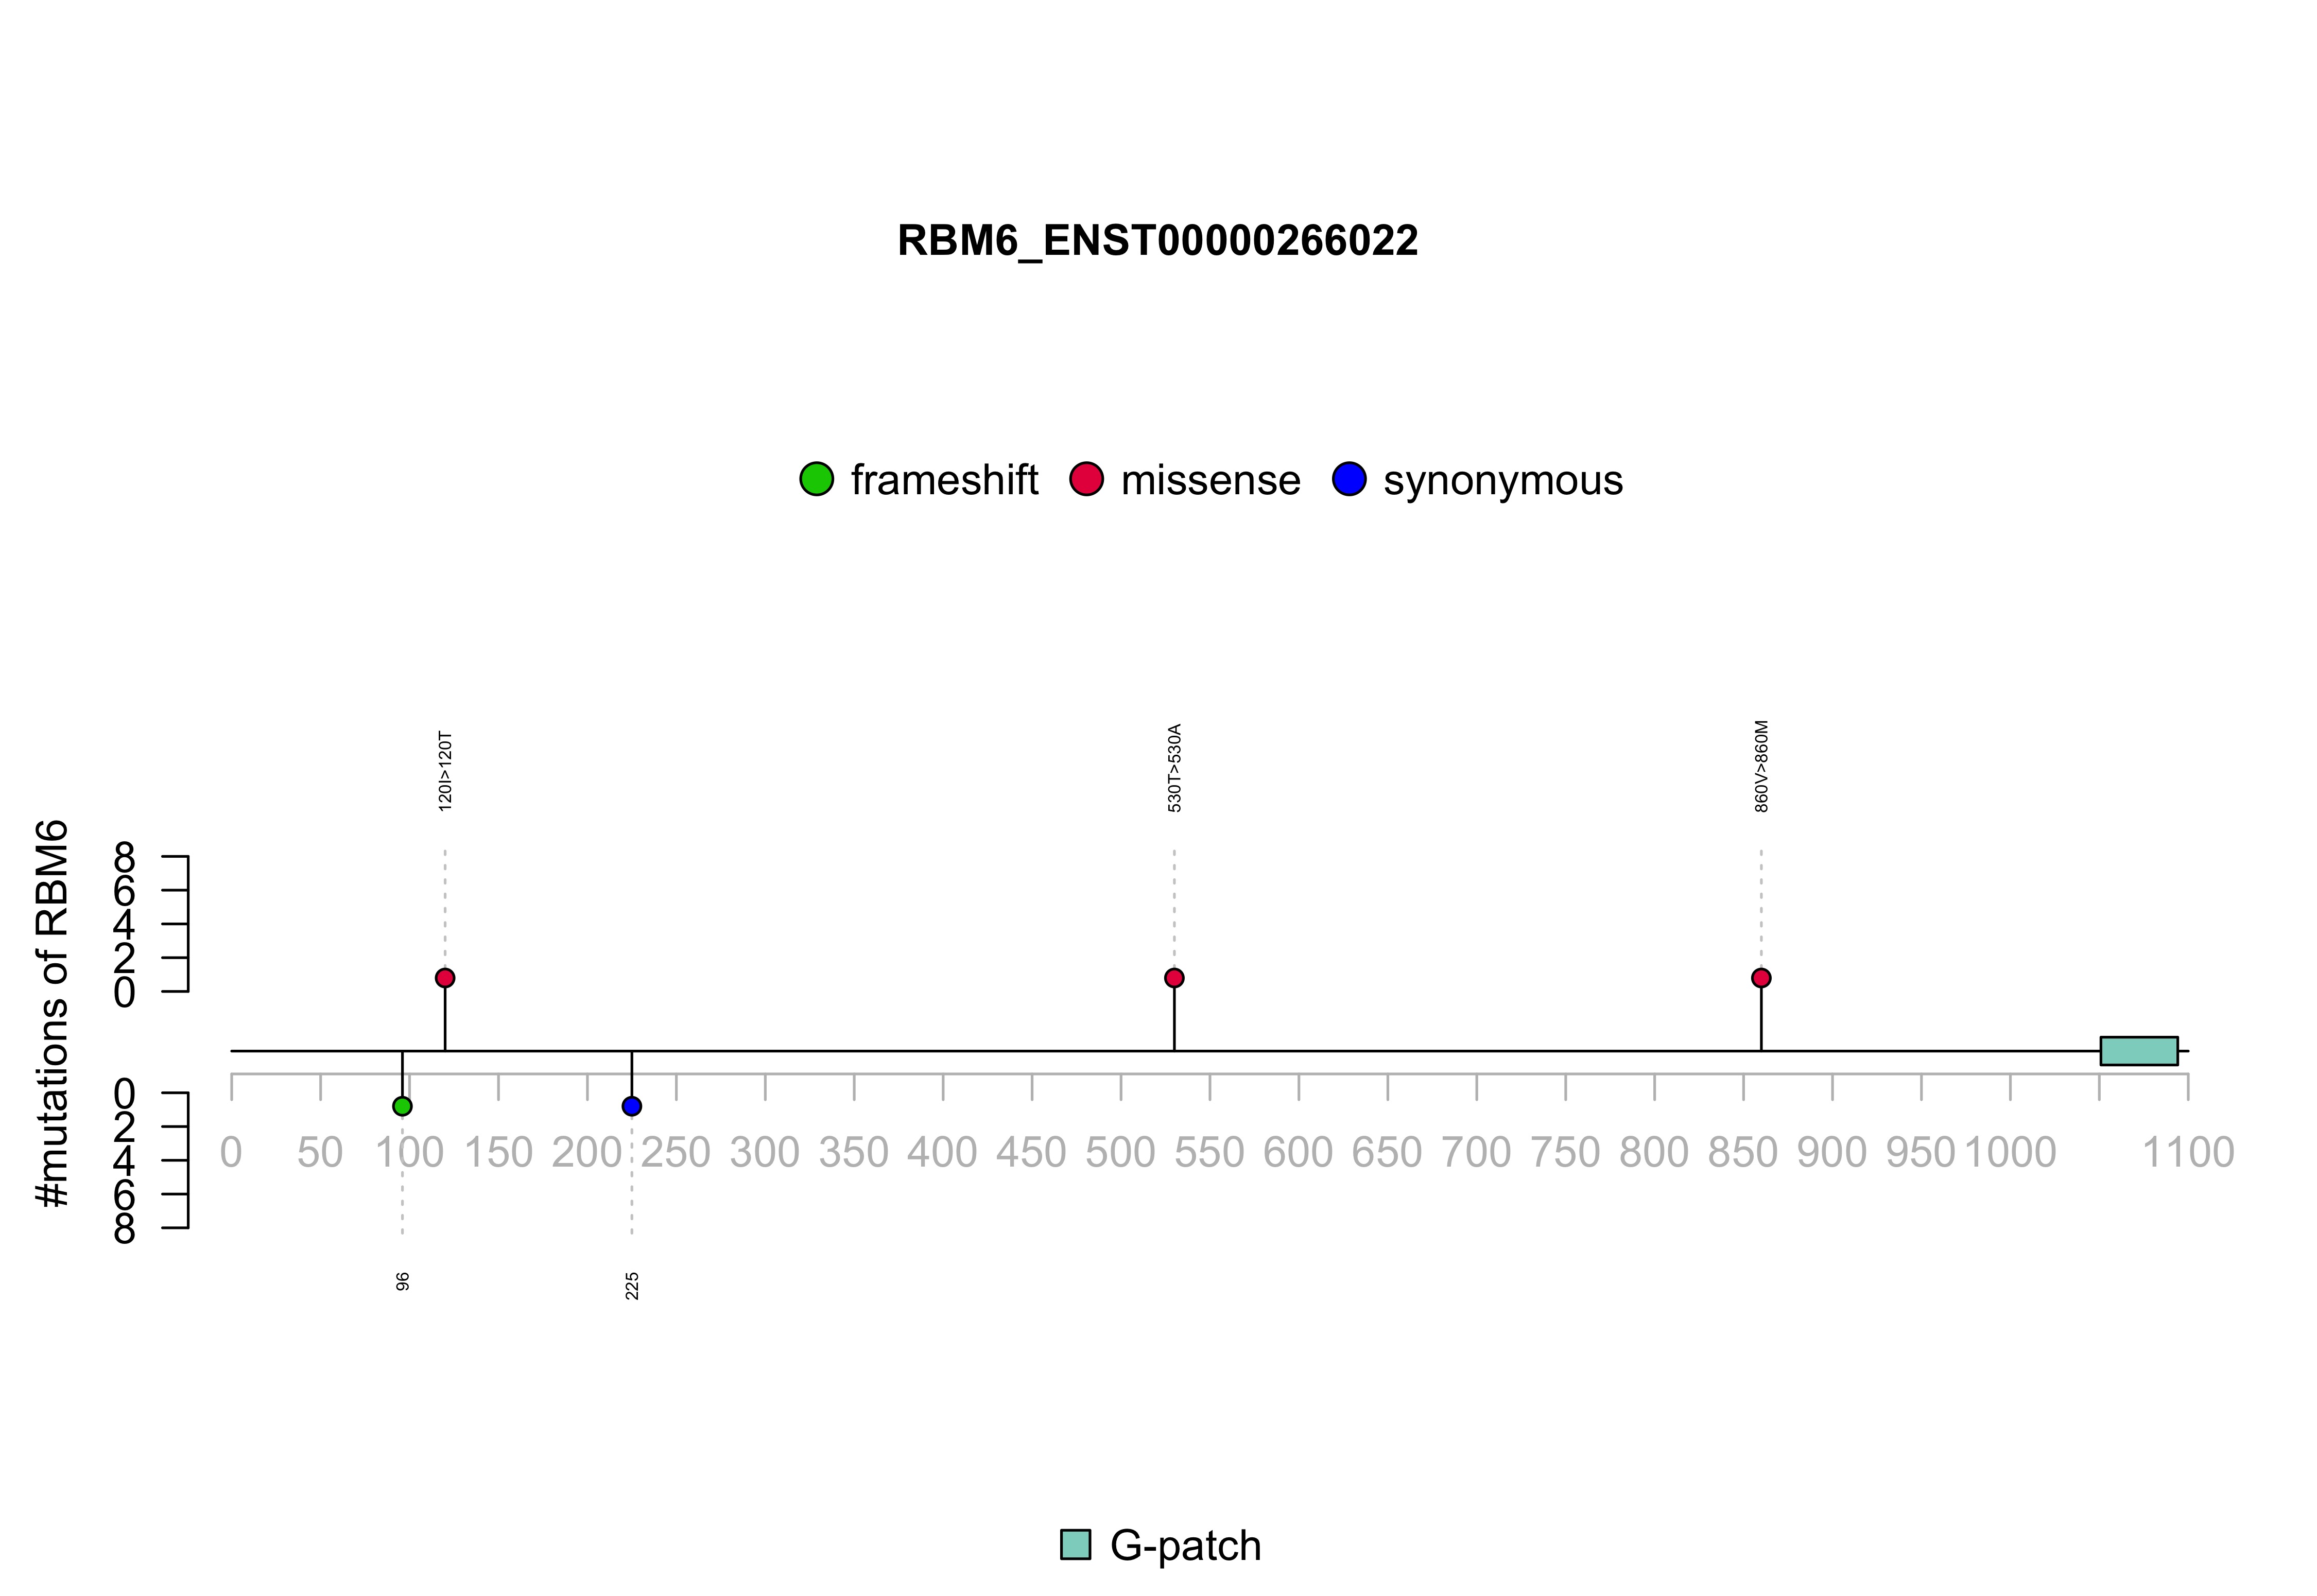 RBM6_ENST00000266022
frameshift missense synonymous
120I>120T 530T>530A 860V>860M
#mutations of RBM6
8
6
4
2
0
0
2
4
6
8
0 50 100 150 200 250 300 350 400 450 500 550 600 650 700 750 800 850 900 950 1000 1100
96 225
G-patch